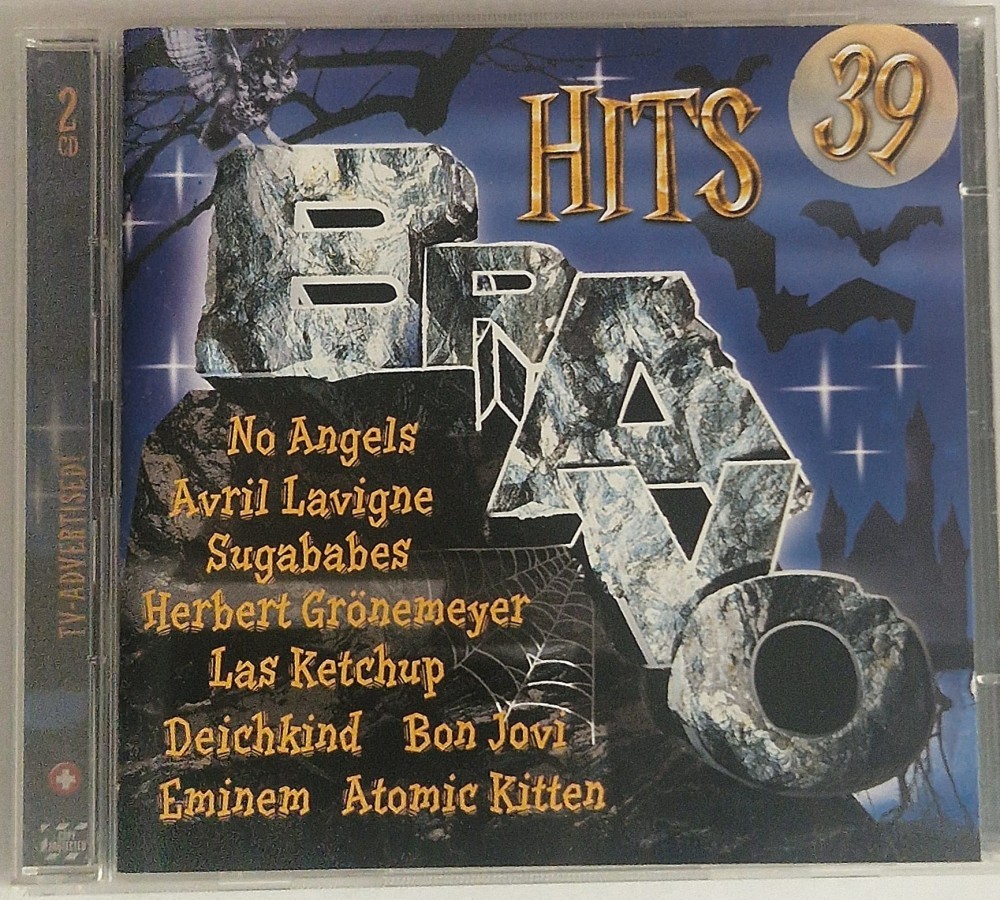 2
CD
TV-ADVERTISED!
HITS 39
BRAVO
No Angels
Avril Lavigne
Sugababes
Herbert Grönemeyer
Las Ketchup
Deichkind Bon Jovi
Eminem Atomic Kitten